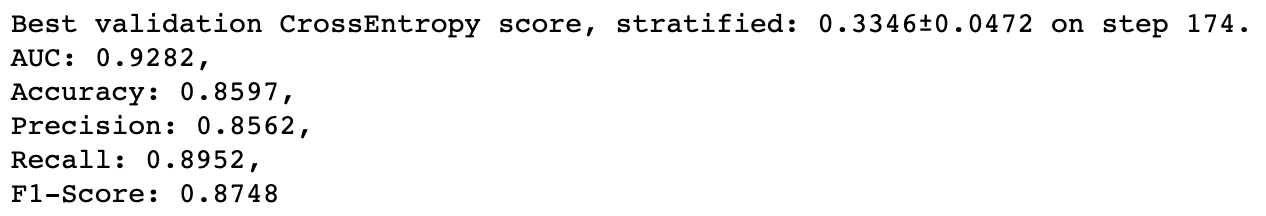 Best validation CrossEntropy score, stratified: 0.3346±0.0472 on step 174.
AUC: 0.9282,
Accuracy: 0.8597,
Precision: 0.8562,
Recall: 0.8952,
F1-Score: 0.8748